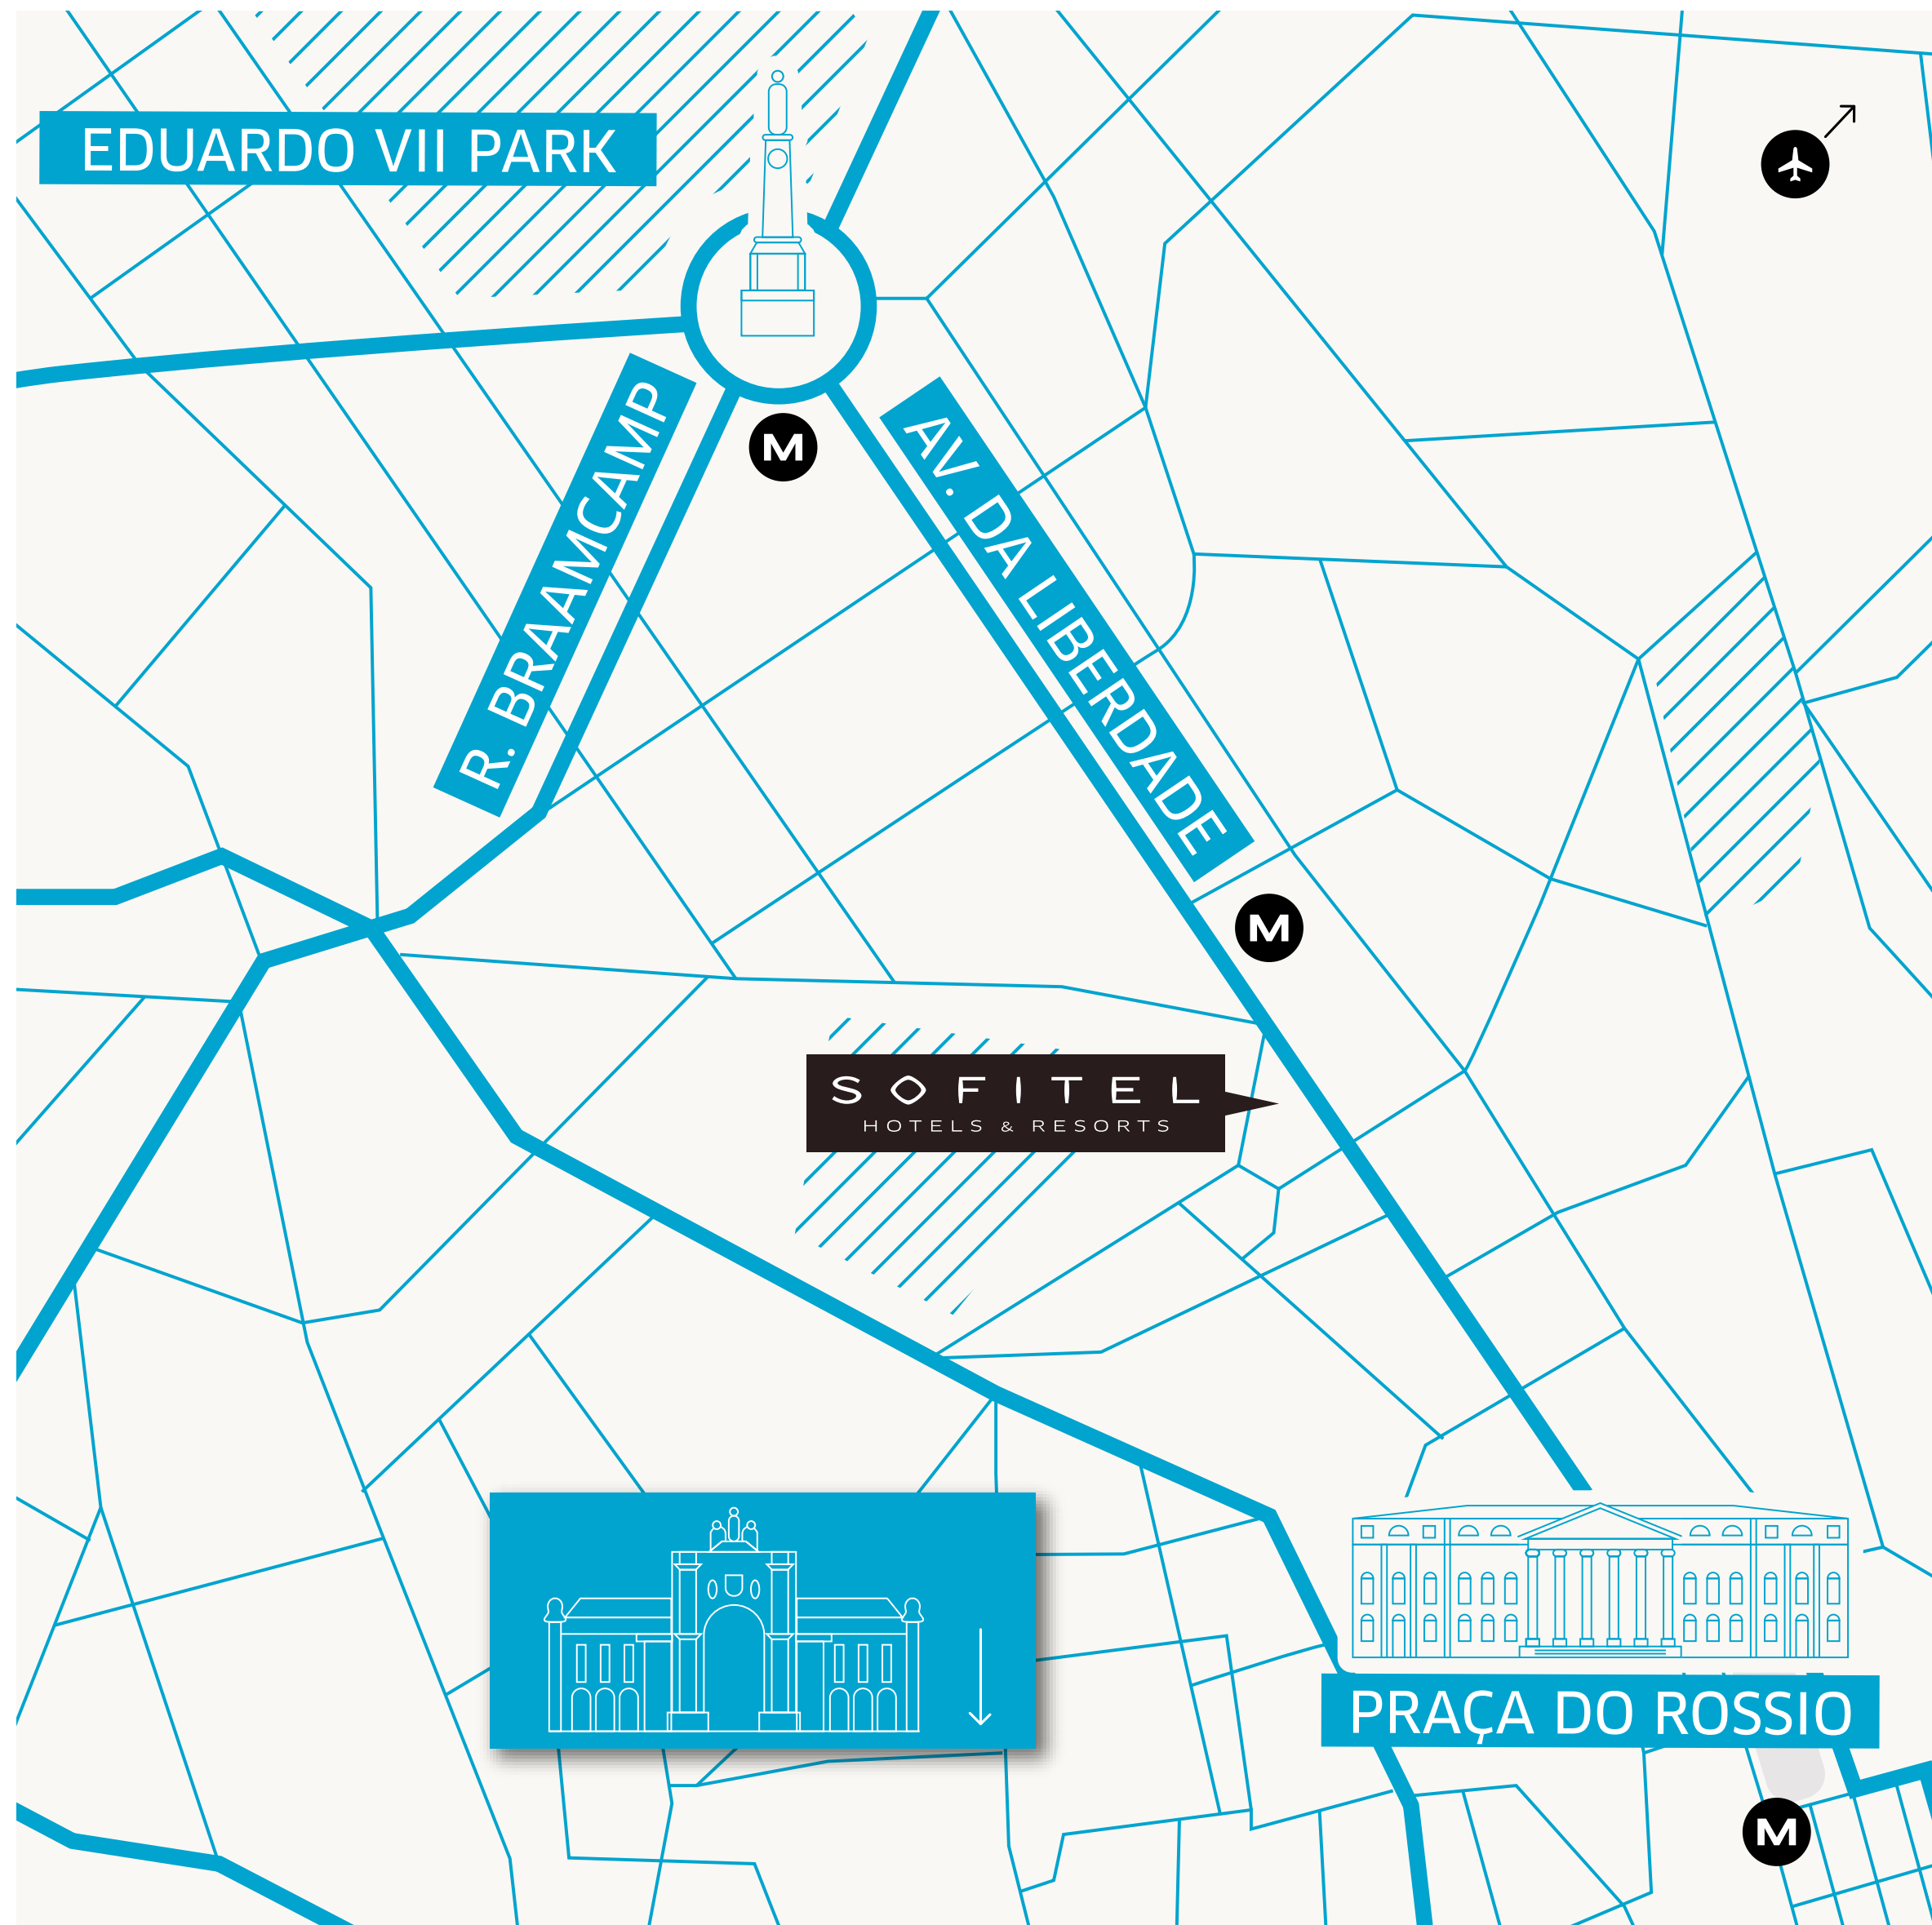 EDUARDO VII PARK
R. BRAAMCAMP
AV. DA LIBERDADE
M
M
SOFITEL
HOTELS & RESORTS
PRAÇA DO ROSSIO
M